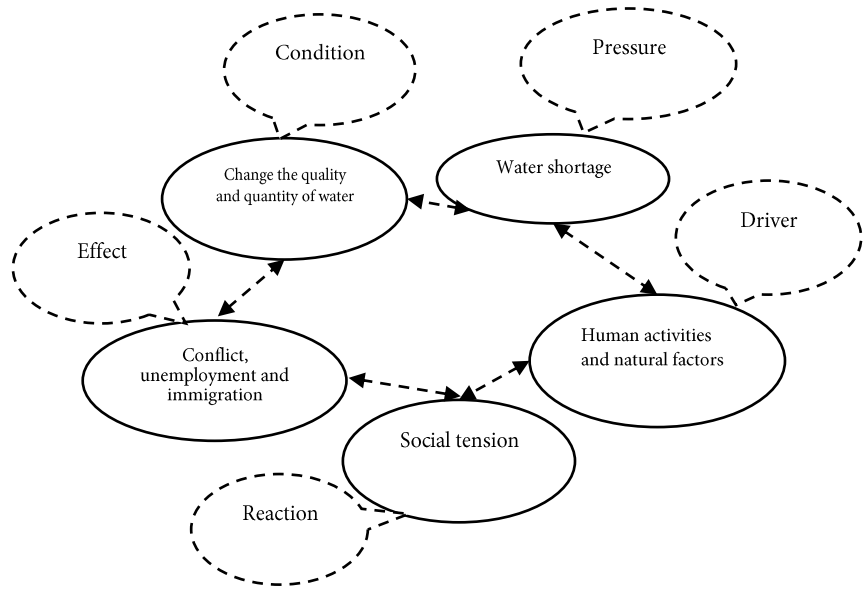 Condition
Pressure
Change the quality
and quantity of water
Water shortage
Driver
Effect
Human activities
and natural factors
Conflict,
unemployment and
immigration
Social tension
Reaction